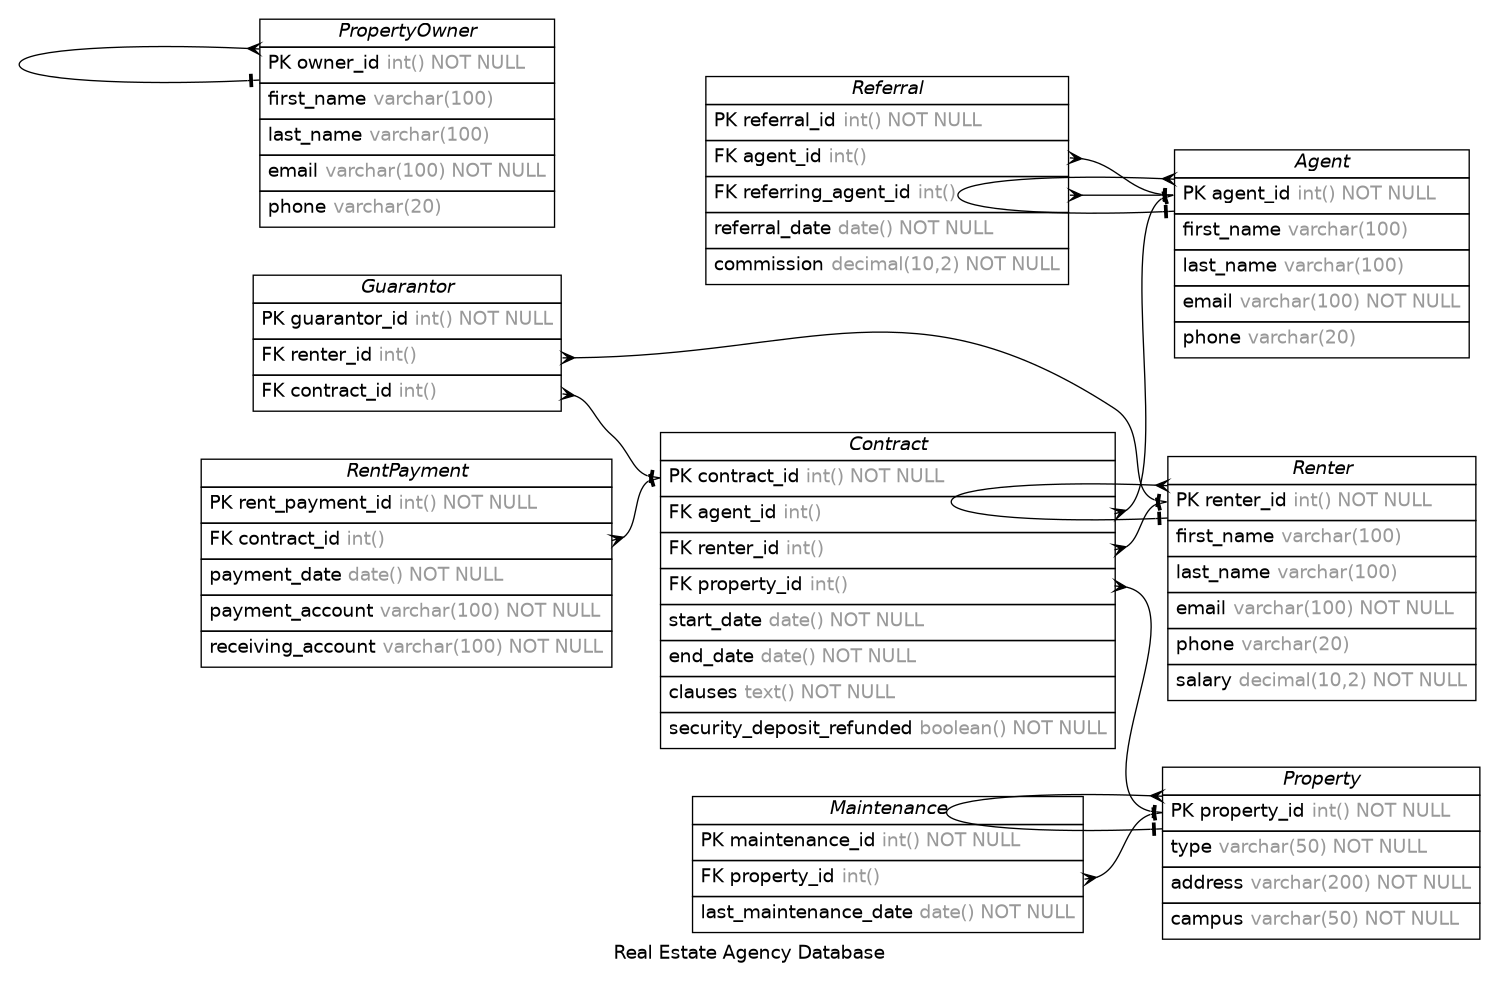 PropertyOwner
PK owner_id int() NOT NULL
first_name varchar(100)
last_name varchar(100)
email varchar(100) NOT NULL
phone varchar(20)
Referral
PK referral_id int() NOT NULL
FK agent_id int()
FK referring_agent_id int()
referral_date date() NOT NULL
commission decimal(10,2) NOT NULL
Agent
PK agent_id int() NOT NULL
first_name varchar(100)
last_name varchar(100)
email varchar(100) NOT NULL
phone varchar(20)
Guarantor
PK guarantor_id int() NOT NULL
FK renter_id int()
FK contract_id int()
RentPayment
PK rent_payment_id int() NOT NULL
FK contract_id int()
payment_date date() NOT NULL
payment_account varchar(100) NOT NULL
receiving_account varchar(100) NOT NULL
Contract
PK contract_id int() NOT NULL
FK agent_id int()
FK renter_id int()
FK property_id int()
start_date date() NOT NULL
end_date date() NOT NULL
clauses text() NOT NULL
security_deposit_refunded boolean() NOT NULL
Renter
PK renter_id int() NOT NULL
first_name varchar(100)
last_name varchar(100)
email varchar(100) NOT NULL
phone varchar(20)
salary decimal(10,2) NOT NULL
Maintenance
PK maintenance_id int() NOT NULL
FK property_id int()
last_maintenance_date date() NOT NULL
Property
PK property_id int() NOT NULL
type varchar(50) NOT NULL
address varchar(200) NOT NULL
campus varchar(50) NOT NULL
Real Estate Agency Database